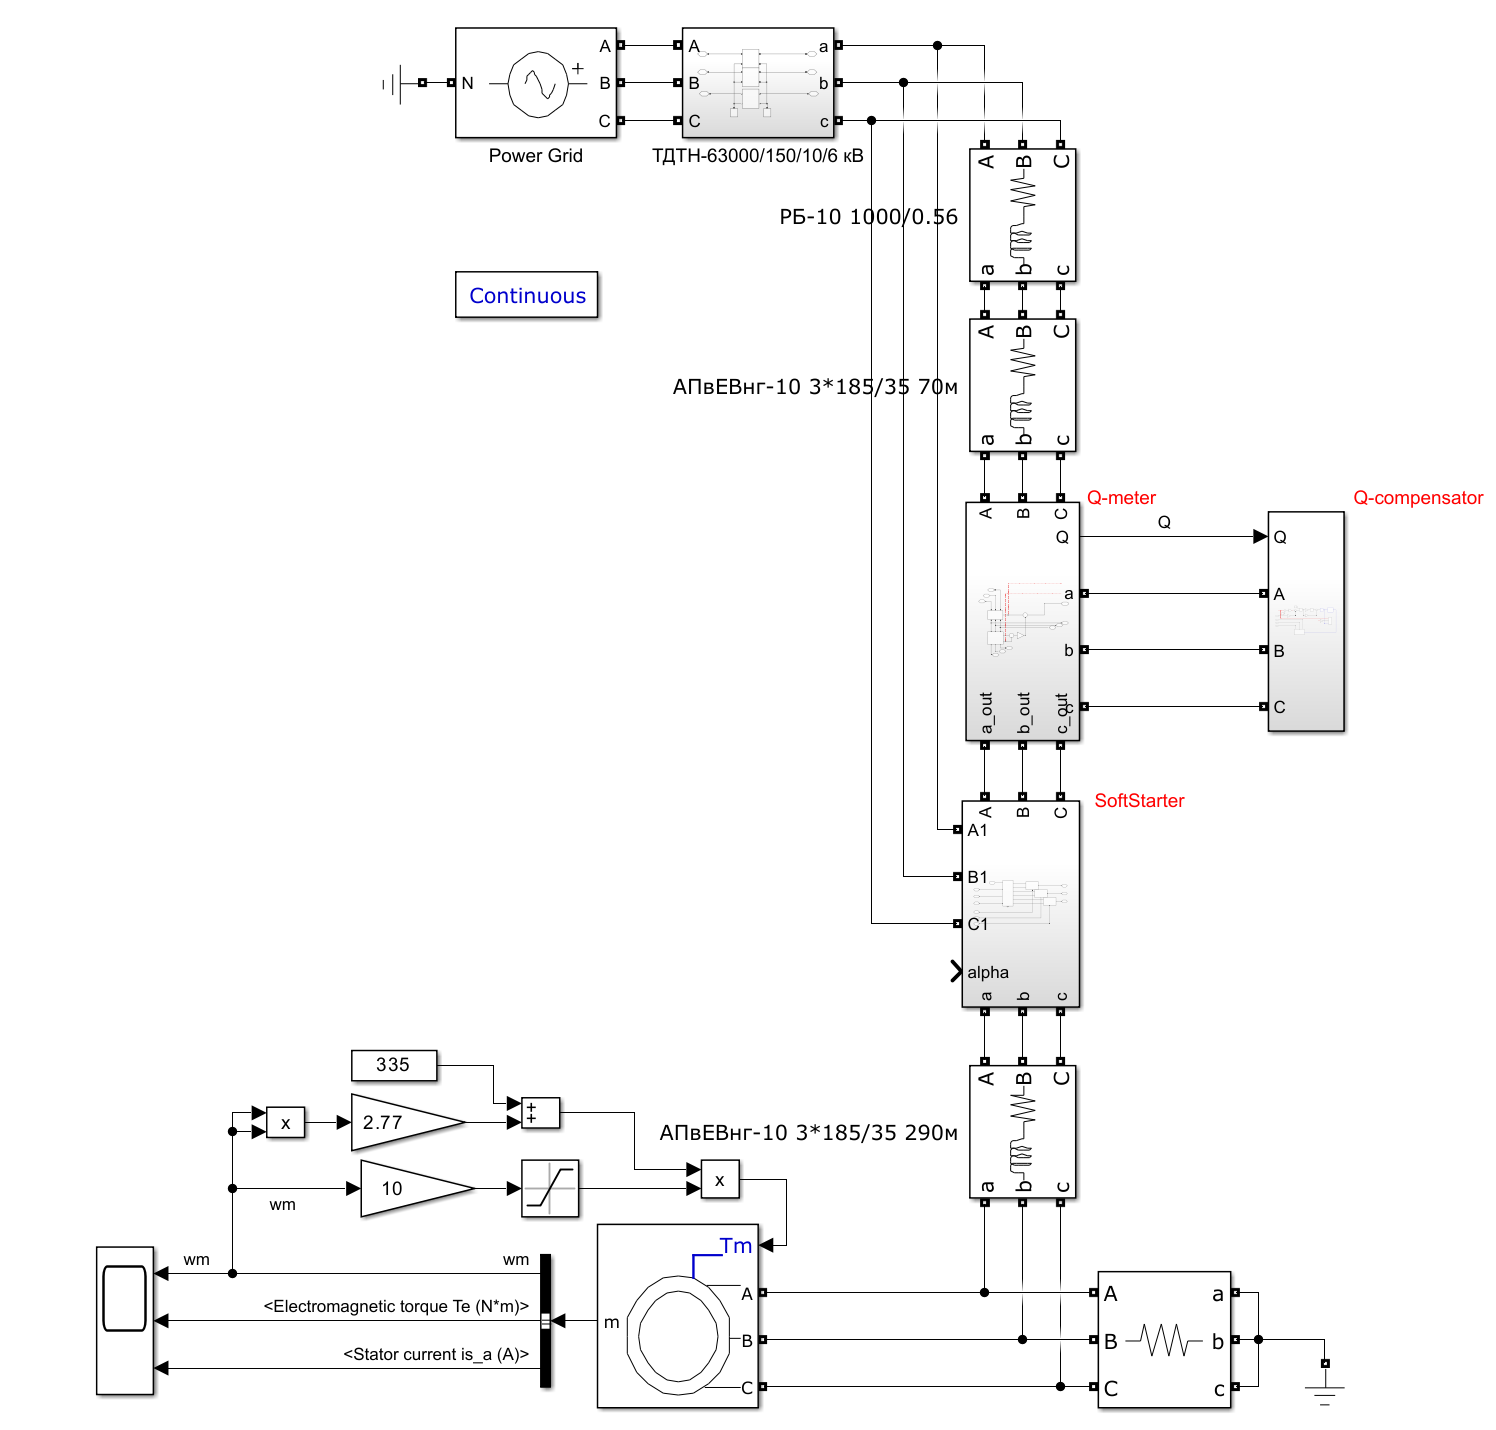 N
A
B
C
A
B
C
a
b
c
Power Grid
ТДТН-63000/150/10/6 кВ
Continuous
A
B
C
РБ-10 1000/0.56
a
b
c
A
B
C
АПвЕВнг-10 3*185/35 70м
a
b
c
Q-meter
Q-compensator
A
B
C
Q
Q
Q
a
A
b
B
c
C
a_out
b_out
c_out
SoftStarter
A
B
C
A1
B1
C1
alpha
a
b
c
A
B
C
АПвЕВнг-10 3*185/35 290м
a
b
c
335
x
2.77
+
+
wm
10
x
Tm
wm
wm
<Electromagnetic torque Te (N*m)>
<Stator current is_a (A)>
m
A
B
C
A
B
C
a
b
c